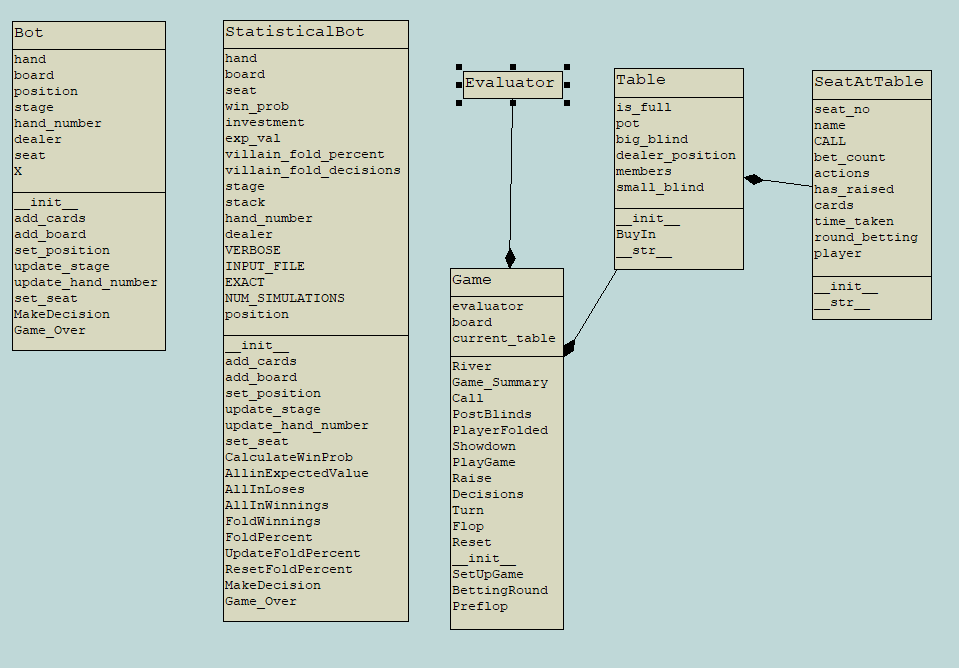 Bot
hand
board
position
stage
hand_number
dealer
seat
X
__init__
add_cards
add_board
set_position
update_stage
update_hand_number
set_seat
MakeDecision
Game_Over
StatisticalBot
hand
board
seat
win_prob
investment
exp_val
villain_fold_percent
villain_fold_decisions
stage
stack
hand_number
dealer
VERBOSE
INPUT_FILE
EXACT
NUM_SIMULATIONS
position
__init__
add_cards
add_board
set_position
update_stage
update_hand_number
set_seat
CalculateWinProb
AllinExpectedValue
AllInLoses
AllInWinnings
FoldWinnings
FoldPercent
UpdateFoldPercent
ResetFoldPercent
MakeDecision
Game_Over
Evaluator
Game
evaluator
board
current_table
River
Game_Summary
Call
PostBlinds
PlayerFolded
Showdown
PlayGame
Raise
Decisions
Turn
Flop
Reset
__init__
SetUpGame
BettingRound
Preflop
Table
is_full
pot
big_blind
dealer_position
members
small_blind
__init__
BuyIn
__str__
SeatAtTable
seat_no
name
CALL
bet_count
actions
has_raised
cards
time_taken
round_betting
player
__init__
__str__